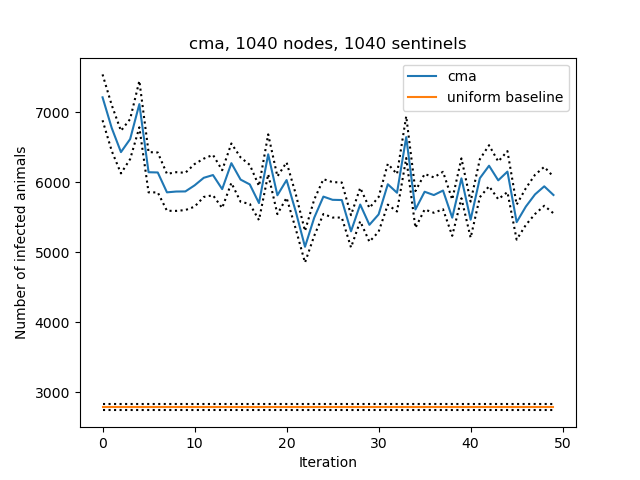 cma, 1040 nodes, 1040 sentinels
cma
uniform baseline
Number of infected animals
7000
6000
5000
4000
3000
0 10 20 30 40 50
Iteration